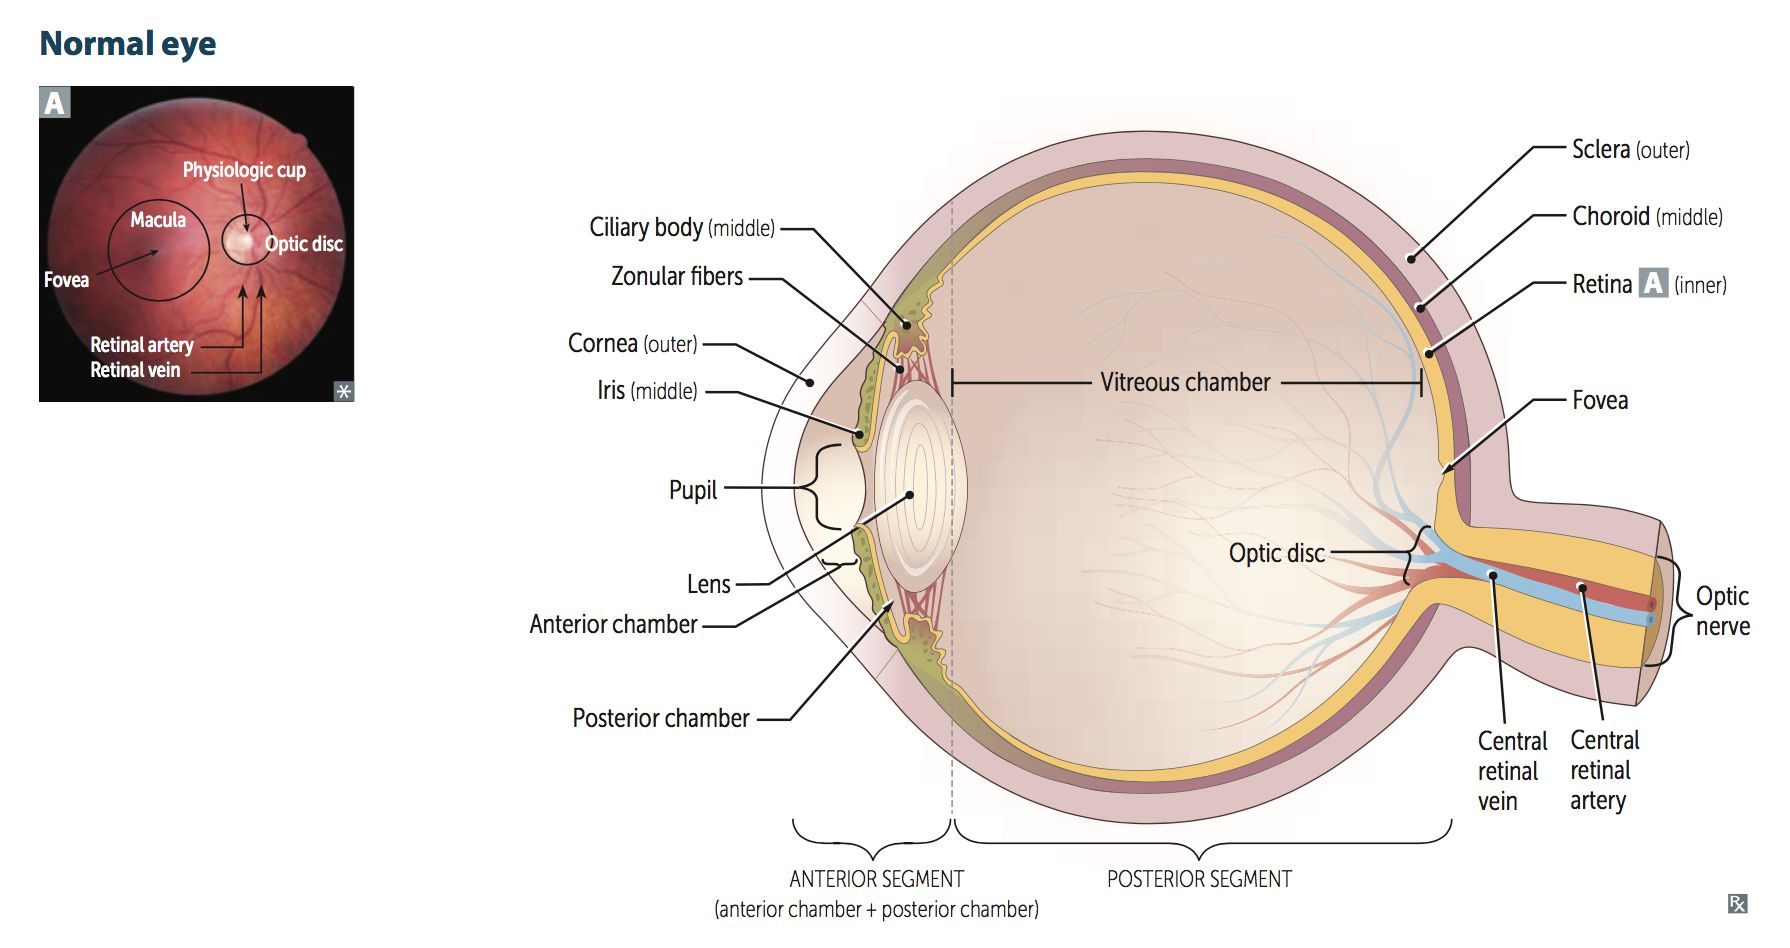 Normal eye
A
Physiologic cup
Macula
Optic disc
Fovea
Retinal artery
Retinal vein
Ciliary body (middle)
Zonular fibers
Cornea (outer)
Iris (middle)
Pupil
Lens
Anterior chamber
Posterior chamber
Vitreous chamber
Optic disc
Sclera (outer)
Choroid (middle)
Retina A (inner)
Fovea
Optic
nerve
Central
retinal
vein
Central
retinal
artery
ANTERIOR SEGMENT
(anterior chamber + posterior chamber)
POSTERIOR SEGMENT
Rx